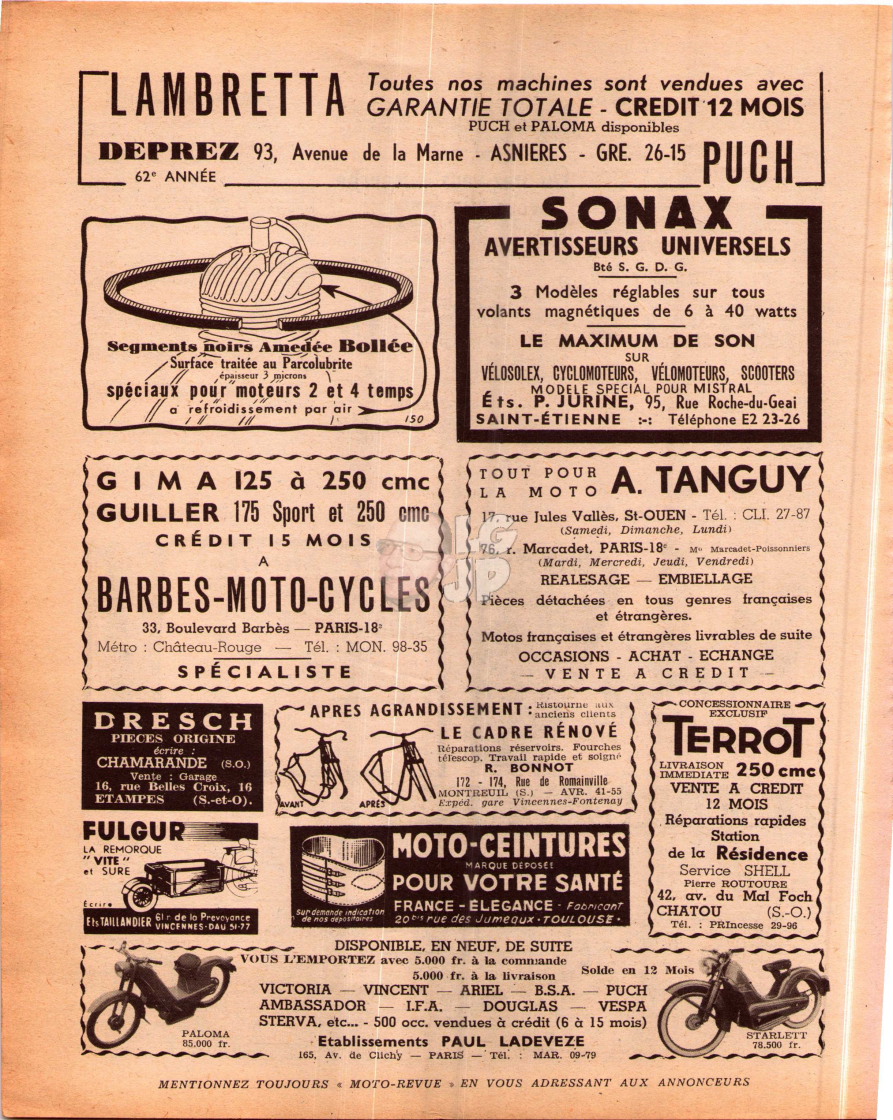 LAMBRETTA
Toutes nos machines sont vendues avec
GARANTIE TOTALE - CREDIT 12 MOIS
PUCH et PALOMA disponibles
DEPREZ 93, Avenue de la Marne - ASNIERES - GRE. 26-15 PUCH
62e ANNÉE
Segments noirs Amedée Bollée
Surface traitée au Parcolubrite
épaisseur 3 microns
spéciaux pour moteurs 2 et 4 temps
a refroidissement par air
150
SONAX
AVERTISSEURS UNIVERSELS
Bté S. G. D. G.
3 Modèles réglables sur tous
volants magnétiques de 6 à 40 watts
LE MAXIMUM DE SON
SUR
VÉLOSOLEX, CYCLOMOTEURS, VÉLOMOTEURS, SCOOTERS
MODELE SPECIAL POUR MISTRAL
Éts. P. JURINE, 95, Rue Roche-du-Geai
SAINT-ÉTIENNE :-: Téléphone E2 23-26
GIMA 125 à 250 cmc
GUILLER 175 Sport et 250 cmc
CRÉDIT 15 MOIS
A
BARBES-MOTO-CYCLES
33, Boulevard Barbès — PARIS-18e
Métro : Château-Rouge — Tél. : MON. 98-35
SPÉCIALISTE
TOUT POUR
LA MOTO
A. TANGUY
17, rue Jules Vallès, St-OUEN - Tél. : CLI. 27-87
(Samedi, Dimanche, Lundi)
76, r. Marcadet, PARIS-18e - Mo Marcadet-Poissonniers
(Mardi, Mercredi, Jeudi, Vendredi)
REALESAGE — EMBIELLAGE
Pièces détachées en tous genres françaises
et étrangères.
Motos françaises et étrangères livrables de suite
OCCASIONS - ACHAT - ECHANGE
— VENTE A CREDIT —
DRESCH
PIECES ORIGINE
écrire :
CHAMARANDE (S.O.)
Vente : Garage
16, rue Belles Croix, 16
ETAMPES (S.-et-O).
APRES AGRANDISSEMENT : Ristourne aux
anciens clients
LE CADRE RÉNOVÉ
Réparations réservoirs. Fourches
télescop. Travail rapide et soigné
R. BONNOT
172 - 174, Rue de Romainville
MONTREUIL (S.) — AVR. 41-55
Expéd. gare Vincennes-Fontenay
AVANT
APRÈS
CONCESSIONNAIRE
EXCLUSIF
TERROT
LIVRAISON
IMMEDIATE 250 cmc
VENTE A CREDIT
12 MOIS
Réparations rapides
Station
de la Résidence
Service SHELL
Pierre ROUTOURE
42, av. du Mal Foch
CHATOU (S.-O.)
Tél. : PRIncesse 29-96
FULGUR
LA REMORQUE
"VITE"
et SURE
Écrire
Ets TAILLANDIER 61 r. de la Prevoyance
VINCENNES-DAU 51-77
Sur demande indication
de nos dépositaires
MOTO-CEINTURES
MARQUE DÉPOSÉE
POUR VOTRE SANTÉ
FRANCE - ÉLÉGANCE - Fabricant
20 bis rue des Jumeaux - TOULOUSE -
DISPONIBLE, EN NEUF, DE SUITE
VOUS L'EMPORTEZ avec 5.000 fr. à la commande
5.000 fr. à la livraison
Solde en 12 Mois
VICTORIA — VINCENT — ARIEL — B.S.A. — PUCH
AMBASSADOR — I.F.A. — DOUGLAS — VESPA
STERVA, etc... - 500 occ. vendues à crédit (6 à 15 mois)
Etablissements PAUL LADEVEZE
165, Av. de Clichy — PARIS — Tél. : MAR. 09-79
PALOMA
85.000 fr.
STARLETT
78.500 fr.
MENTIONNEZ TOUJOURS « MOTO-REVUE » EN VOUS ADRESSANT AUX ANNONCEURS